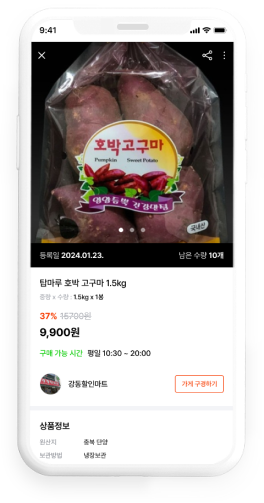 9:41
호박고구마
Pumpkin Sweet Potato
국내산
등록일 2024.01.23.
남은 수량 10개
탑마루 호박 고구마 1.5kg
중량 x 수량 : 1.5kg x 1봉
37% 15700원
9,900원
구매 가능 시간 평일 10:30 ~ 20:00
강동할인마트
가게 구경하기
상품정보
원산지 충북 단양
보관방법 냉장보관